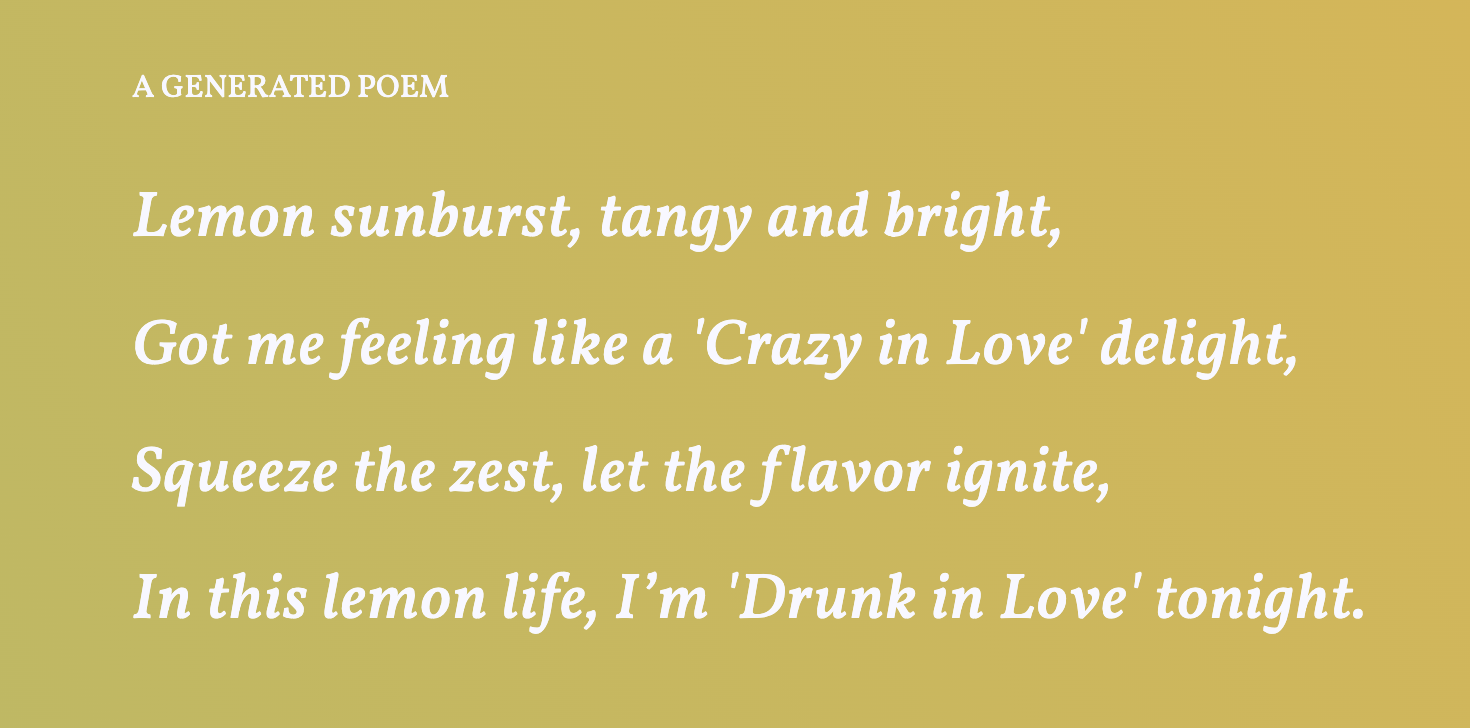 A GENERATED POEM
Lemon sunburst, tangy and bright,
Got me feeling like a 'Crazy in Love' delight,
Squeeze the zest, let the flavor ignite,
In this lemon life, I’m 'Drunk in Love' tonight.